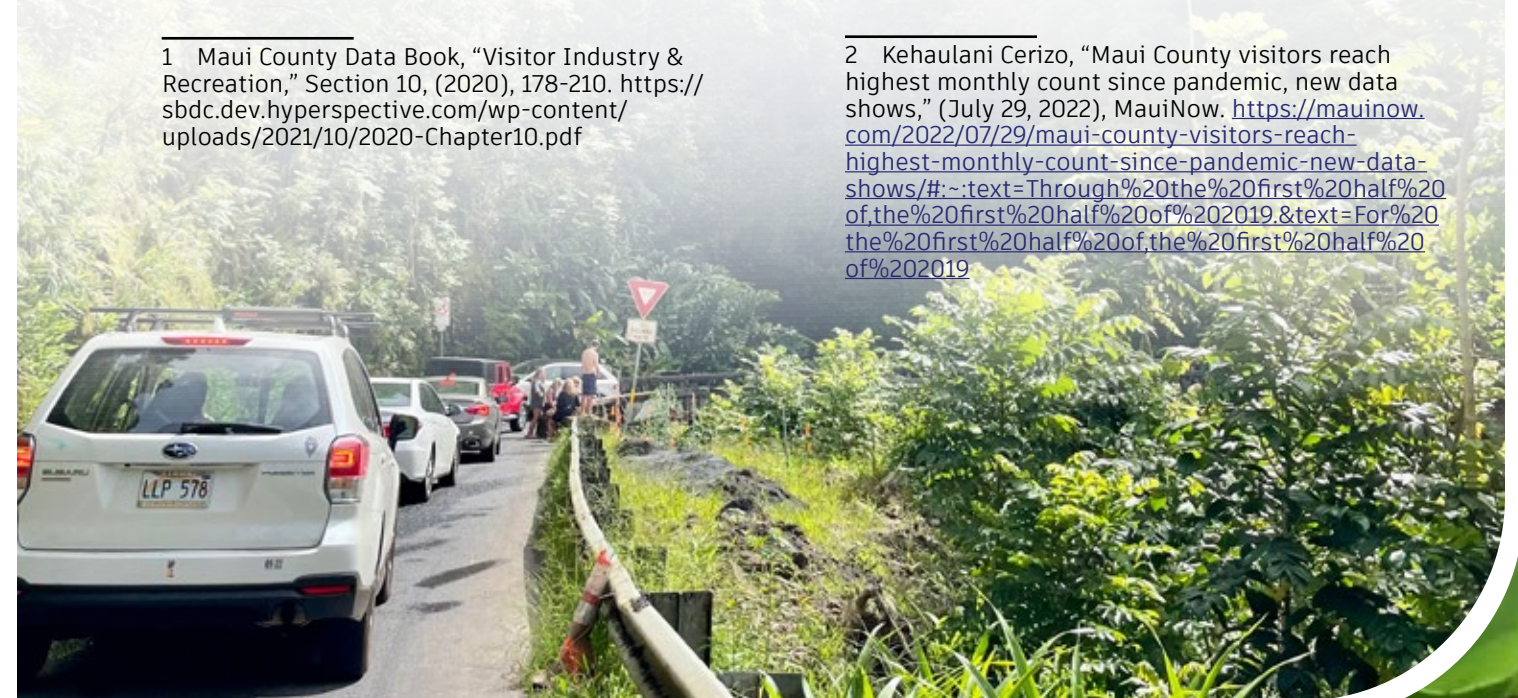 1 Maui County Data Book, “Visitor Industry &
Recreation,” Section 10, (2020), 178-210. https://
sbdc.dev.hyperspective.com/wp-content/
uploads/2021/10/2020-Chapter10.pdf
2 Kehaulani Cerizo, “Maui County visitors reach
highest monthly count since pandemic, new data
shows,” (July 29, 2022), MauiNow. https://mauinow.
com/2022/07/29/maui-county-visitors-reach-
highest-monthly-count-since-pandemic-new-data-
shows/#:~:text=Through%20the%20first%20half%20
of,the%20first%20half%20of%202019.&text=For%20
the%20first%20half%20of,the%20first%20half%20
of%202019
SUBARU
LLP 578